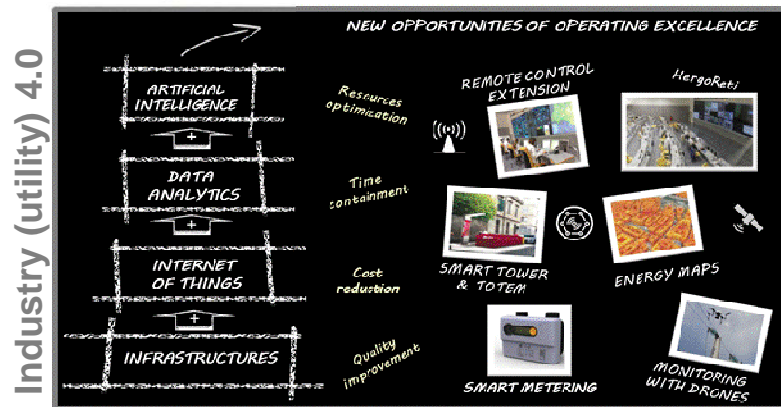 Industry (utility) 4.0
NEW OPPORTUNITIES OF OPERATING EXCELLENCE
ARTIFICIAL
INTELLIGENCE
+
DATA
ANALYTICS
+
INTERNET
OF THINGS
+
INFRASTRUCTURES
Resources
optimization
Time
containment
Cost
reduction
Quality
improvement
REMOTE CONTROL
EXTENSION
HergoReti
SMART TOWER
& TOTEM
ENERGY MAPS
SMART METERING
MONITORING
WITH DRONES